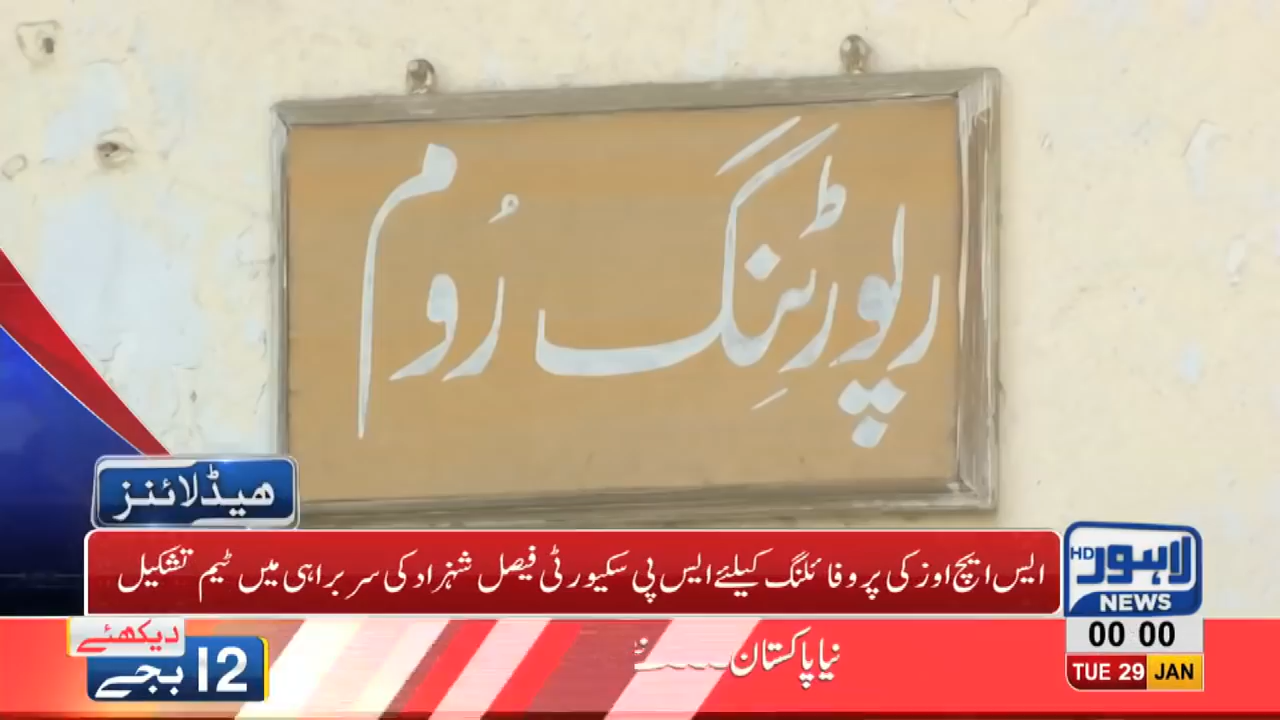 رپورٹنگ رُوم
ھیڈلائنز
ایس ایچ اوز کی پروفائلنگ کیلئے ایس پی سکیورٹی فیصل شہزاد کی سربراہی میں ٹیم تشکیل
HD لاہور
NEWS
00 00
TUE 29 JAN
دیکھئے
12 بجے
نیا پاکستان